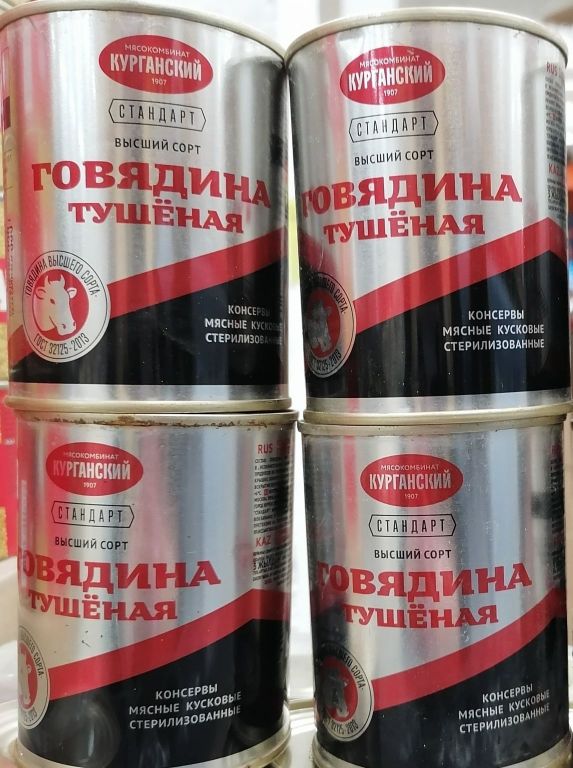 МЯСОКОМБИНАТ
КУРГАНСКИЙ
1907
СТАНДАРТ
ВЫСШИЙ СОРТ
ГОВЯДИНА
ТУШЁНАЯ
ГОВЯДИНА ВЫСШЕГО СОРТА
ГОСТ 32125-2013
КОНСЕРВЫ
МЯСНЫЕ КУСКОВЫЕ
СТЕРИЛИЗОВАННЫЕ
МЯСОКОМБИНАТ
КУРГАНСКИЙ
1907
СТАНДАРТ
ВЫСШИЙ СОРТ
ГОВЯДИНА
ТУШЁНАЯ
КОНСЕРВЫ
МЯСНЫЕ КУСКОВЫЕ
СТЕРИЛИЗОВАННЫЕ
RUS
KAZ
МЯСОКОМБИНАТ
КУРГАНСКИЙ
1907
СТАНДАРТ
ВЫСШИЙ СОРТ
ГОВЯДИНА
ТУШЁНАЯ
КОНСЕРВЫ
МЯСНЫЕ КУСКОВЫЕ
СТЕРИЛИЗОВАННЫЕ
RUS
KAZ
МЯСОКОМБИНАТ
КУРГАНСКИЙ
1907
СТАНДАРТ
ВЫСШИЙ СОРТ
ГОВЯДИНА
ТУШЁНАЯ
КОНСЕРВЫ
МЯСНЫЕ КУСКОВЫЕ
СТЕРИЛИЗОВАННЫЕ